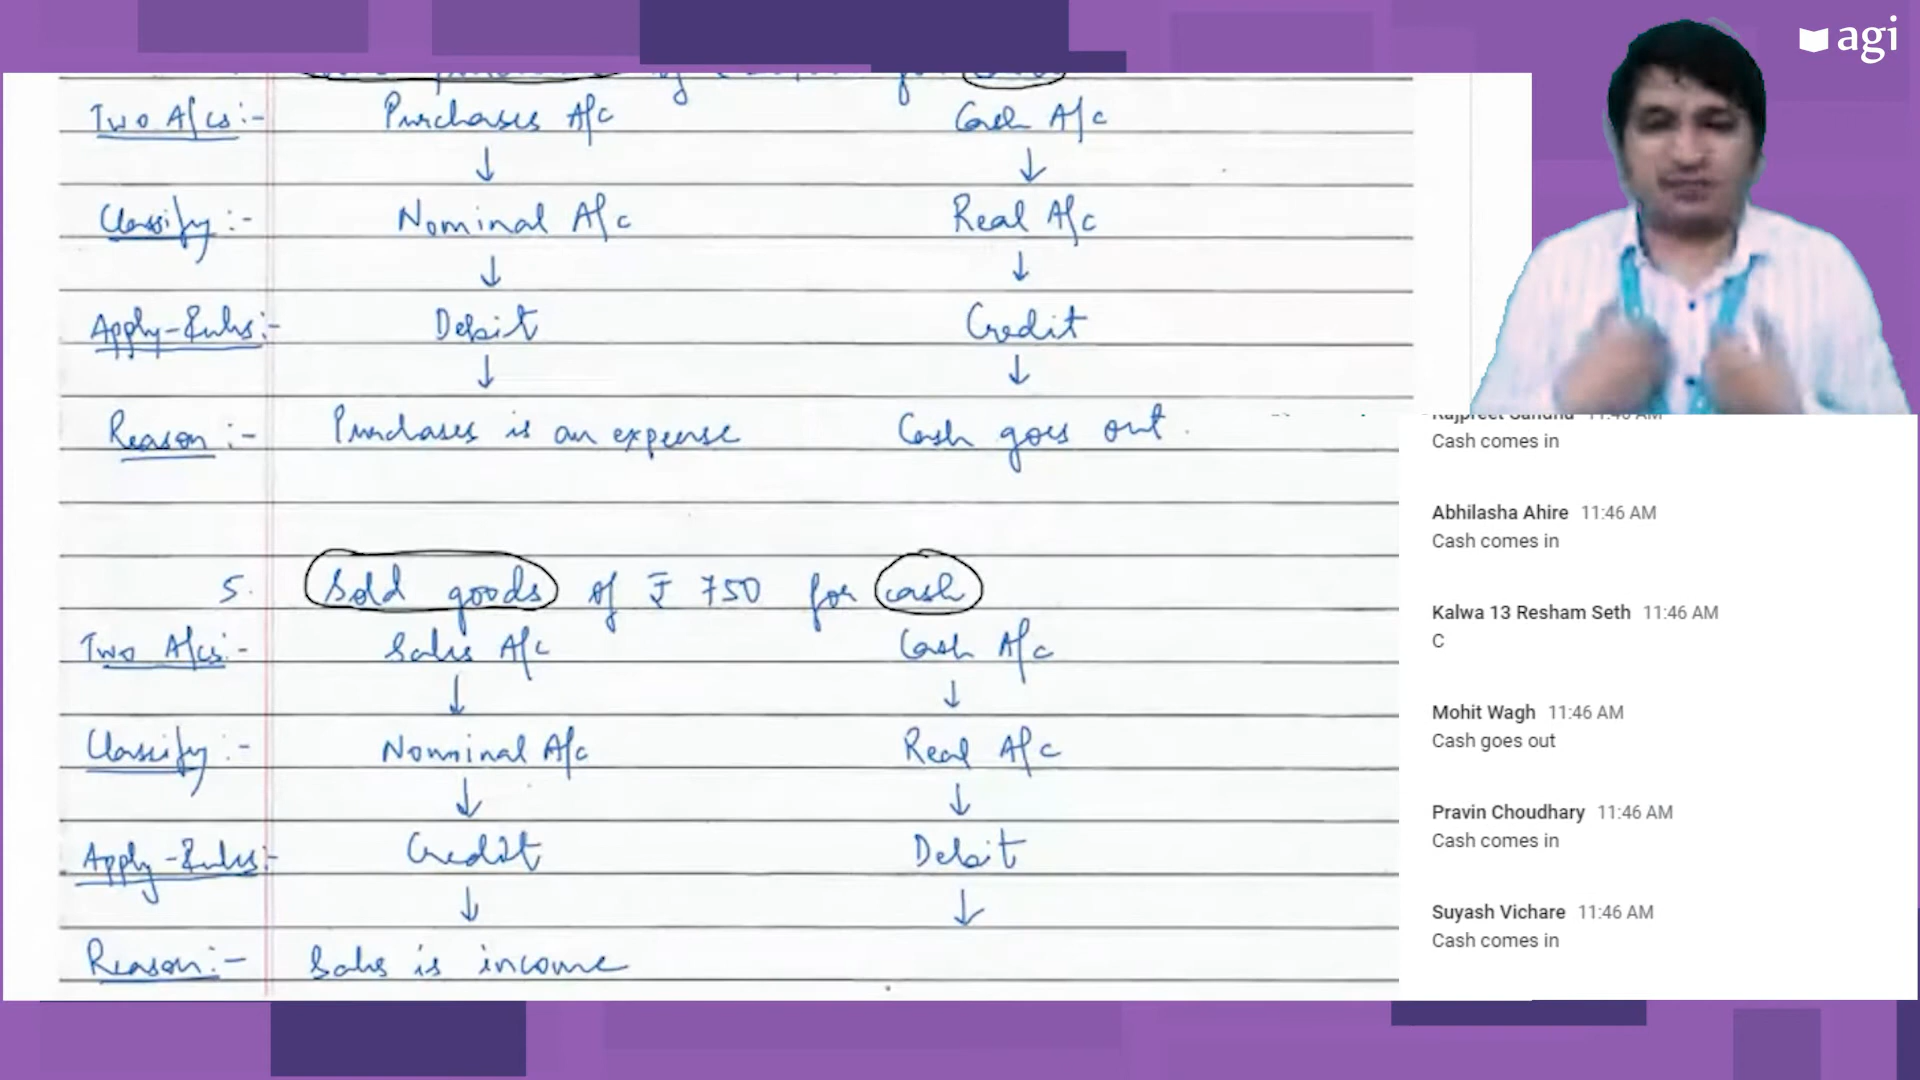 agi
Two A/cs:- Purchases A/c Cash A/c
↓ ↓
Classify:- Nominal A/c Real A/c
↓ ↓
Apply-Rules:- Debit Credit
↓ ↓
Reason:- Purchases is an expense Cash goes out.
5. Sold goods of ₹ 750 for cash
Two A/cs:- Sales A/c Cash A/c
↓ ↓
Classify:- Nominal A/c Real A/c
↓ ↓
Apply-Rules:- Credit Debit
↓ ↓
Reason:- Sales is income
Cash comes in
Abhilasha Ahire 11:46 AM
Cash comes in
Kalwa 13 Resham Seth 11:46 AM
C
Mohit Wagh 11:46 AM
Cash goes out
Pravin Choudhary 11:46 AM
Cash comes in
Suyash Vichare 11:46 AM
Cash comes in